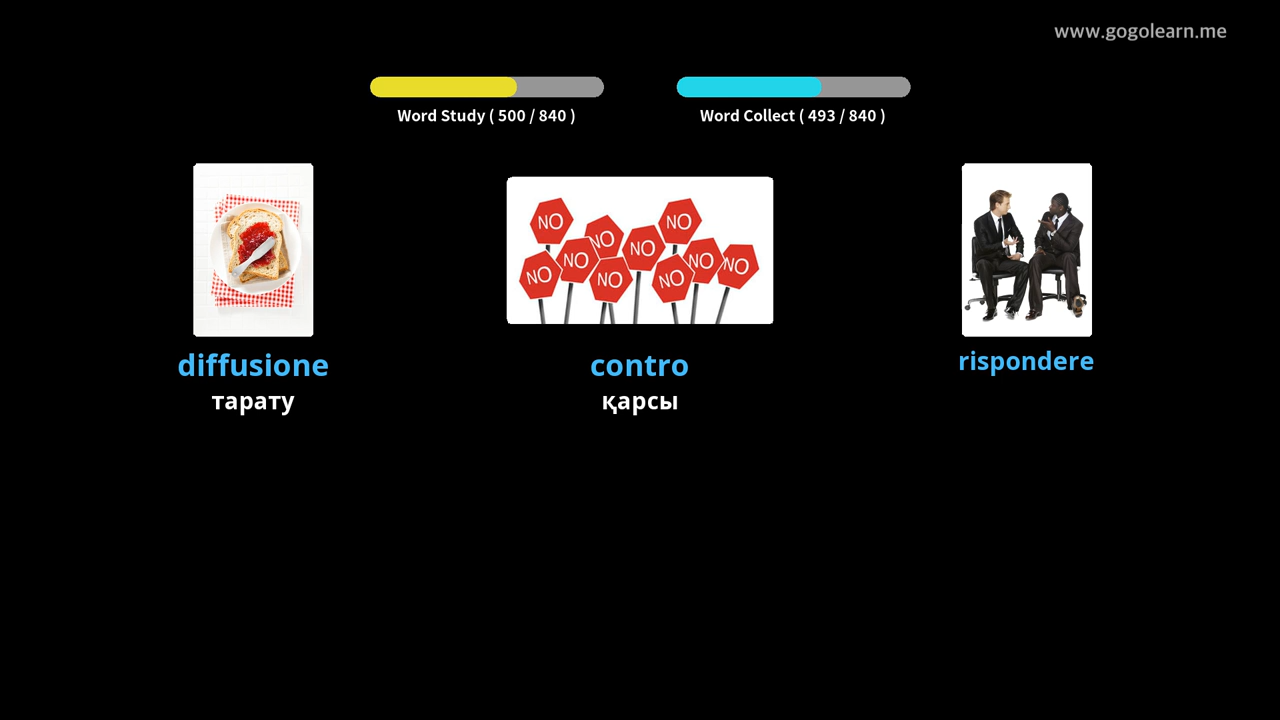 www.gogolearn.me
Word Study ( 500 / 840 )
Word Collect ( 493 / 840 )
NO
NO
NO
NO
NO
NO
NO
NO
NO
NO
diffusione
тарату
contro
қарсы
rispondere